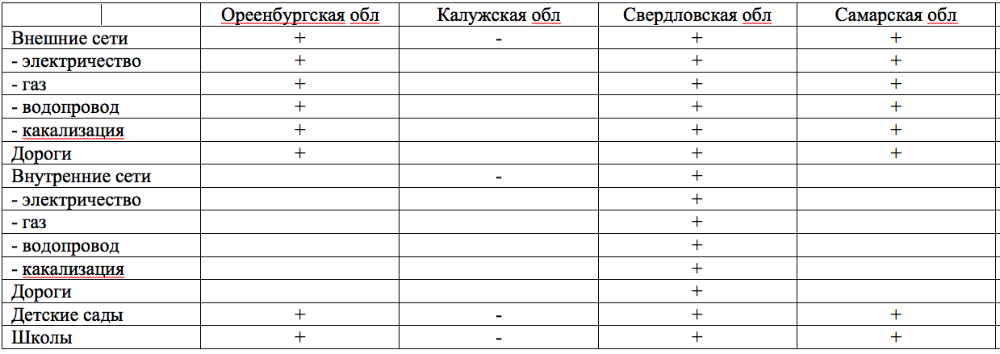 Ореенбургская обл Калужская обл Свердловская обл Самарская обл
Внешние сети + - + +
- электричество + + +
- газ + + +
- водопровод + + +
- какализация + + +
Дороги + + +
Внутренние сети - +
- электричество +
- газ +
- водопровод +
- какализация +
Дороги +
Детские сады + - + +
Школы + - + +